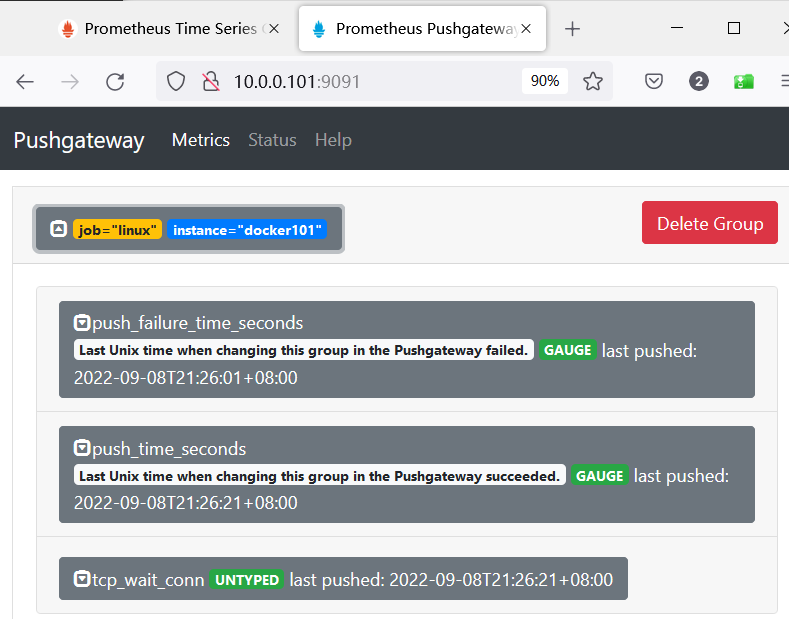 Prometheus Time Series
Prometheus Pushgateway
10.0.0.101:9091
90%
2
Pushgateway Metrics Status Help
job="linux" instance="docker101"
Delete Group
push_failure_time_seconds
Last Unix time when changing this group in the Pushgateway failed. GAUGE last pushed:
2022-09-08T21:26:01+08:00
push_time_seconds
Last Unix time when changing this group in the Pushgateway succeeded. GAUGE last pushed:
2022-09-08T21:26:21+08:00
tcp_wait_conn UNTYPED last pushed: 2022-09-08T21:26:21+08:00